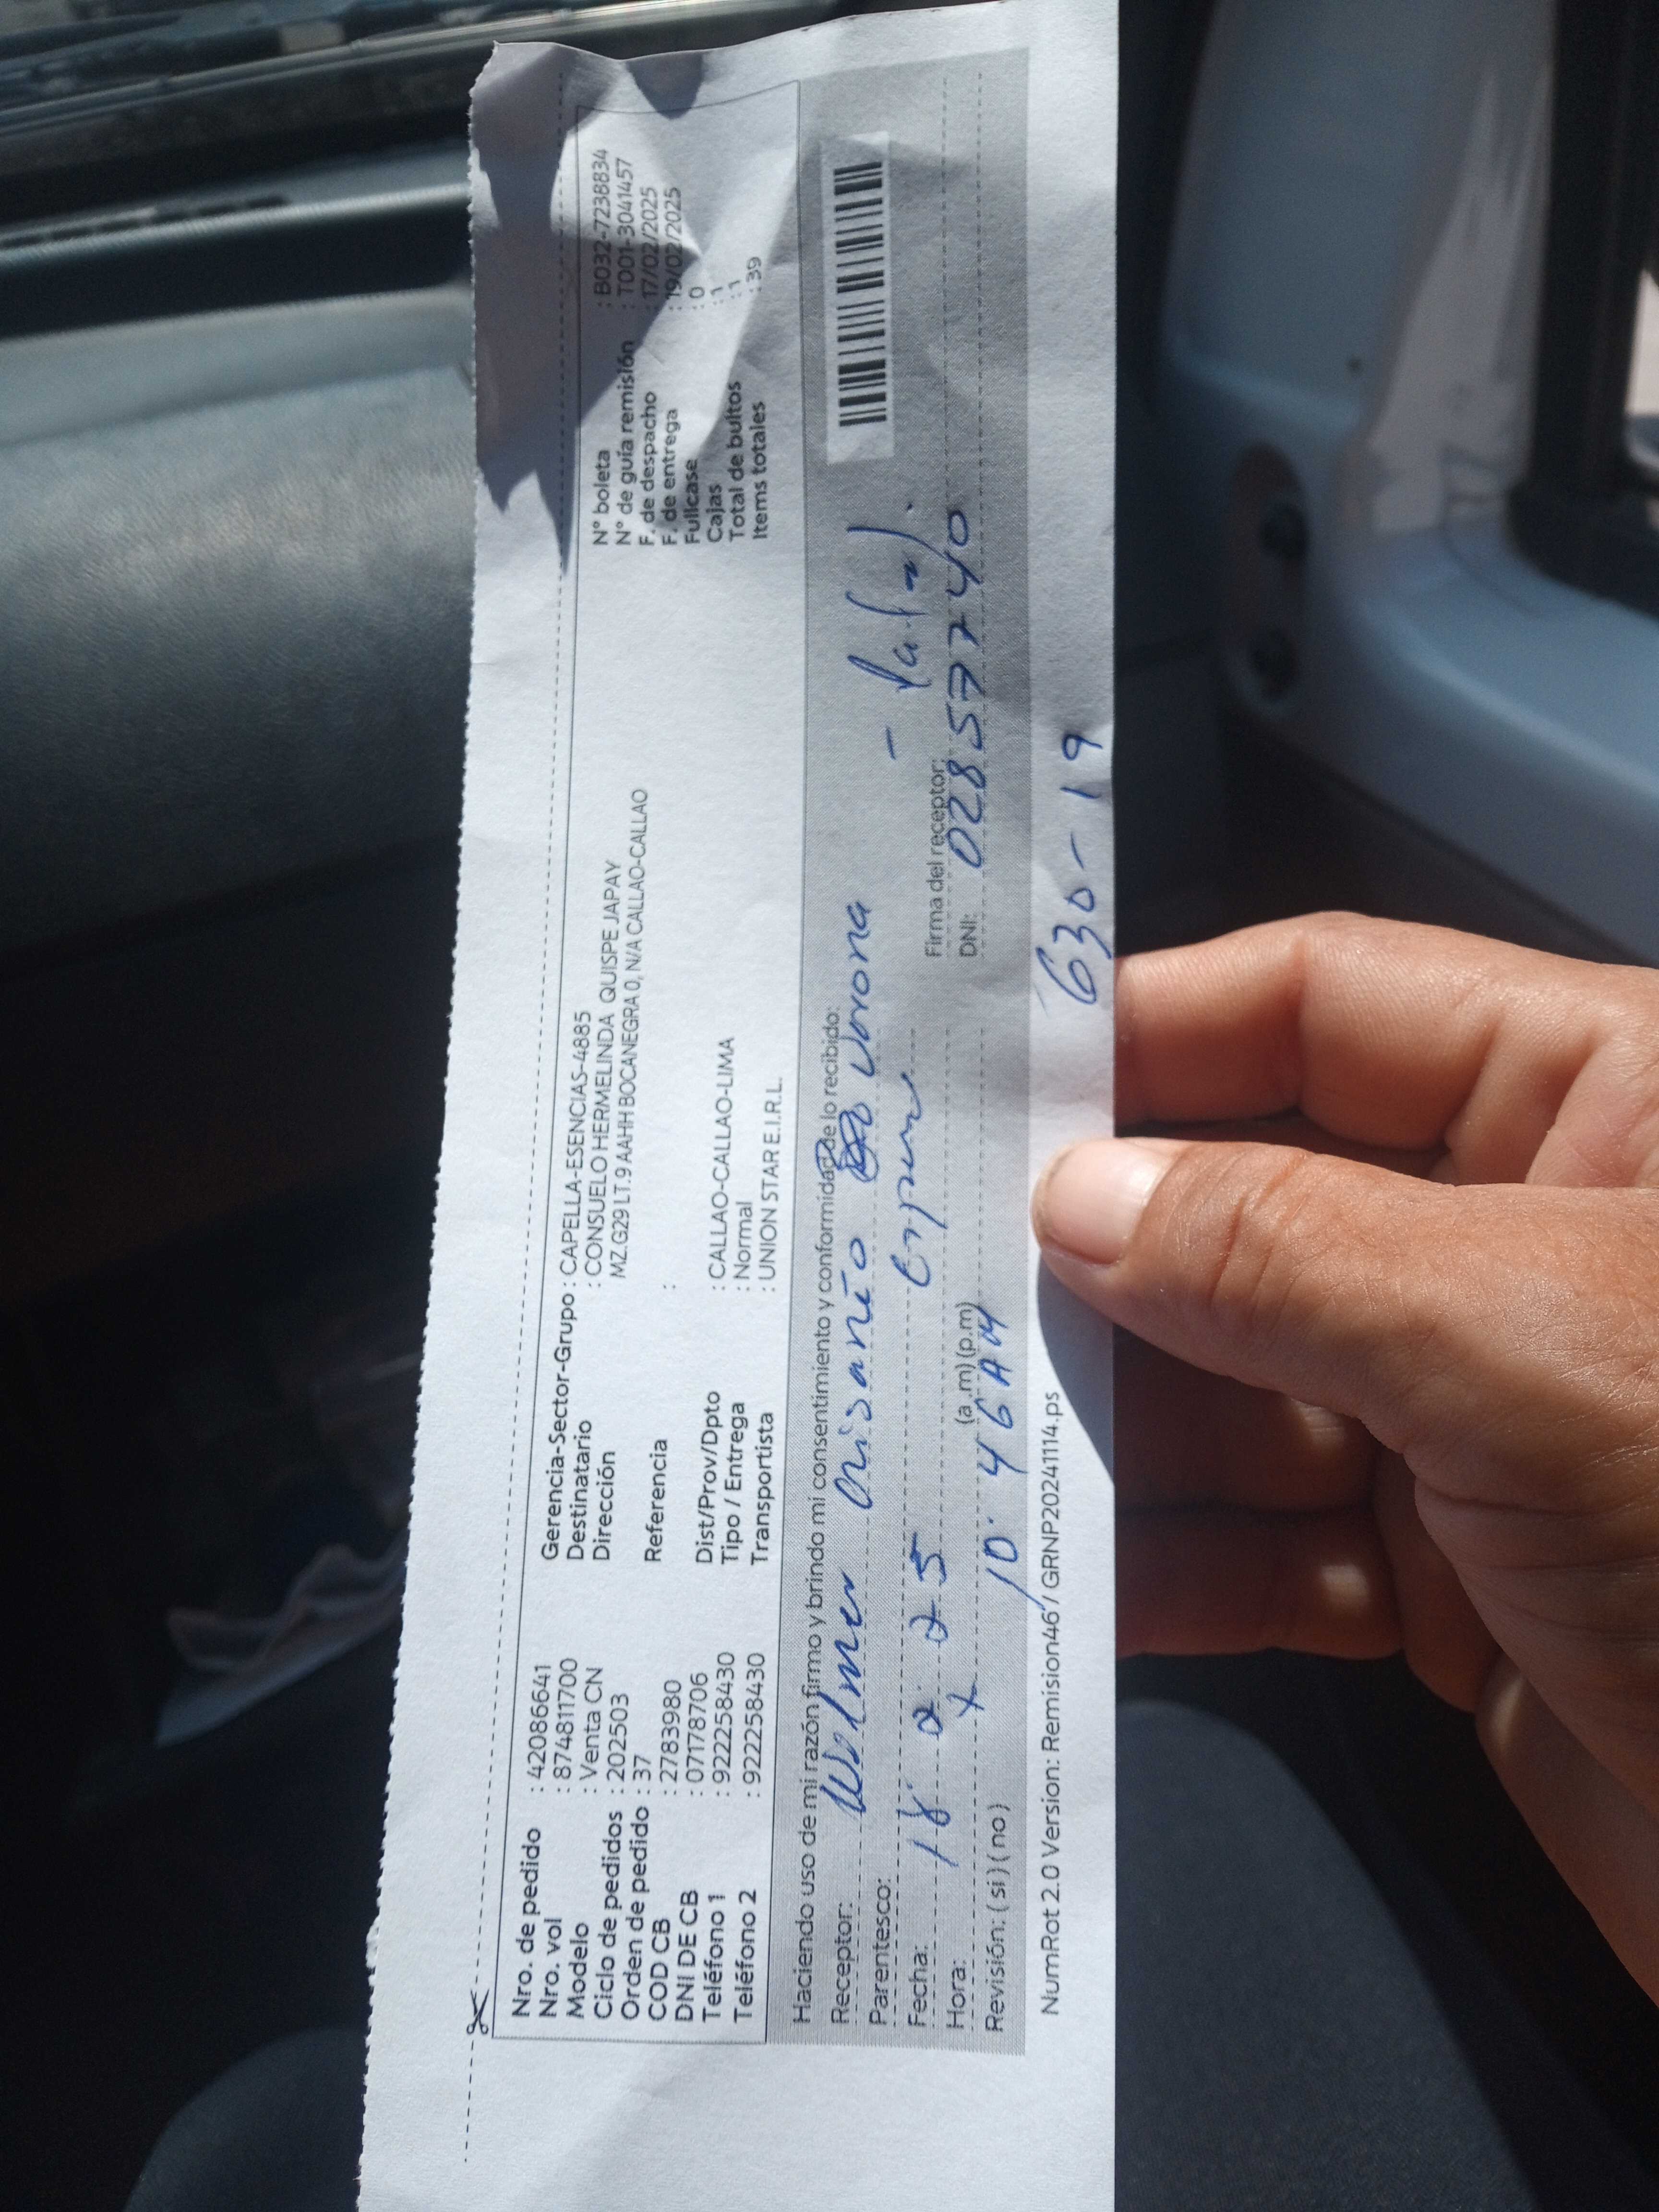 Nro. de pedido : 42086641
Nro. vol : 874811700
Modelo : Venta CN
Ciclo de pedidos : 202503
Orden de pedido : 37
COD CB : 27839800
DNI DE CB : 07178706
Teléfono 1 : 922258430
Teléfono 2 : 922258430
Gerencia-Sector-Grupo : CAPELLA-ESENCIAS-4885
Destinatario : CONSUELO HERMELINDA QUISPE JAPAY
Dirección MZ.G29 LT.9 AAHH BOCANEGRA 0, N/A CALLAO-CALLAO
Referencia :
Dist/Prov/Dpto : CALLAO-CALLAO-LIMA
Tipo / Entrega : Normal
Transportista : UNION STAR E.I.R.L.
N° boleta : B032-7238834
N° de guía remisión : T001-3041457
F. de despacho : 17/02/2025
F. de entrega : 19/02/2025
Fullcase : 0
Cajas : 1
Total de bultos : 1
Items totales : 39
Haciendo uso de mi razón firmo y brindo mi consentimiento y conformidad de lo recibido:
Receptor: Wilmer
Parentesco:
Fecha: 18 2 25
Firma del receptor:
Hora: 10.46 AM (a .m) (p.m)
DNI: 02857740
Revisión: ( si ) ( no )
630-19
NumRot 2.0 Version: Remision46'/ GRNP20241114.ps